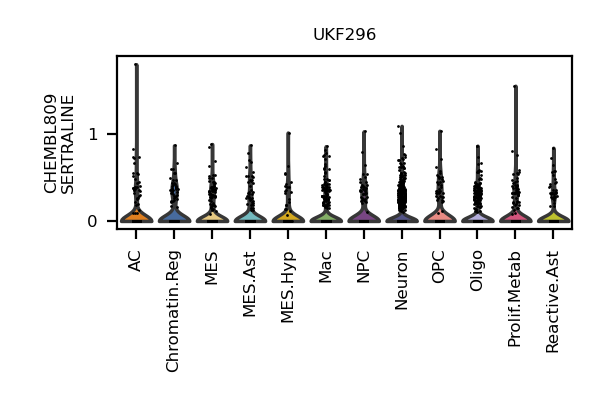 UKF296
CHEMBL809
SERTRALINE
1
0
AC
Chromatin.Reg
MES
MES.Ast
MES.Hyp
Mac
NPC
Neuron
OPC
Oligo
Prolif.Metab
Reactive.Ast